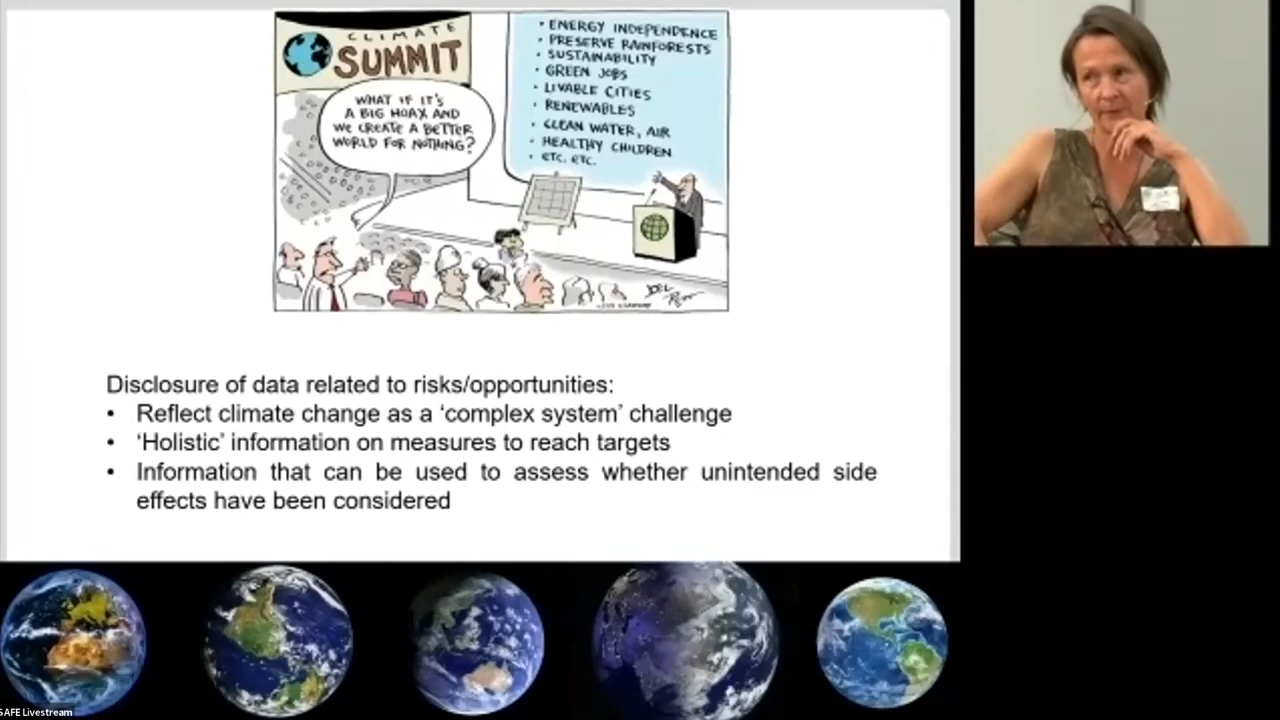 CLIMATE
SUMMIT
WHAT IF IT'S
A BIG HOAX AND
WE CREATE A BETTER
WORLD FOR NOTHING?
• ENERGY INDEPENDENCE
• PRESERVE RAINFORESTS
• SUSTAINABILITY
• GREEN JOBS
• LIVABLE CITIES
• RENEWABLES
• CLEAN WATER, AIR
• HEALTHY CHILDREN
• ETC. ETC.
Disclosure of data related to risks/opportunities:
• Reflect climate change as a ‘complex system’ challenge
• ‘Holistic’ information on measures to reach targets
• Information that can be used to assess whether unintended side
effects have been considered
SAFE Livestream